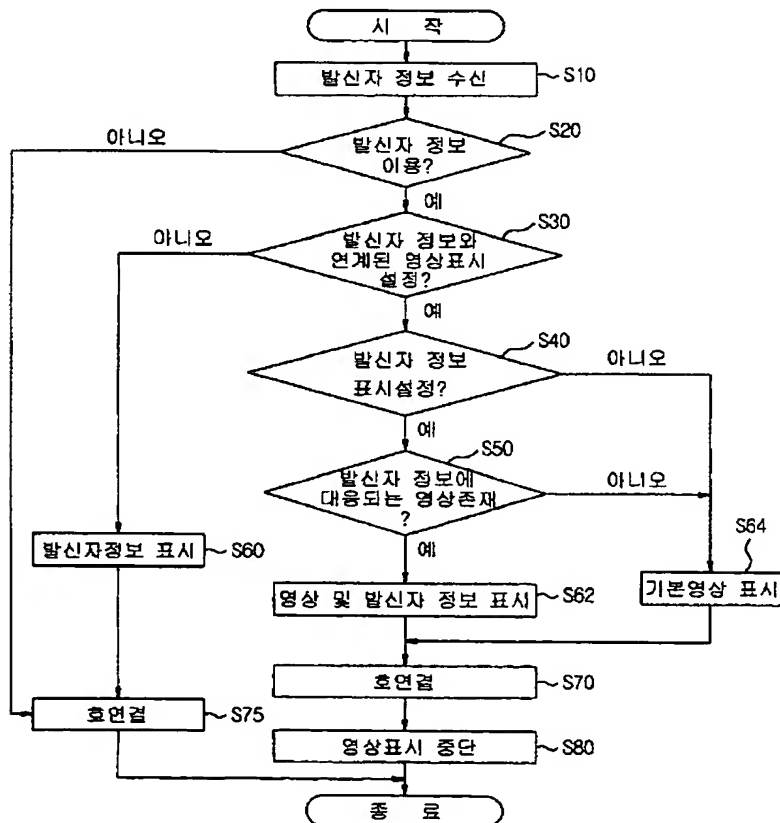 시 작
발신자 정보 수신
S10
아니오
발신자 정보
이용?
S20
예
아니오
발신자 정보와
연계된 영상표시
설정?
S30
예
발신자 정보
표시설정?
S40
아니오
예
발신자 정보에
대응되는 영상존재
?
S50
아니오
예
발신자정보 표시
S60
영상 및 발신자 정보 표시
S62
S64
기본영상 표시
호연결
S70
호연결
S75
영상표시 중단
S80
종 료